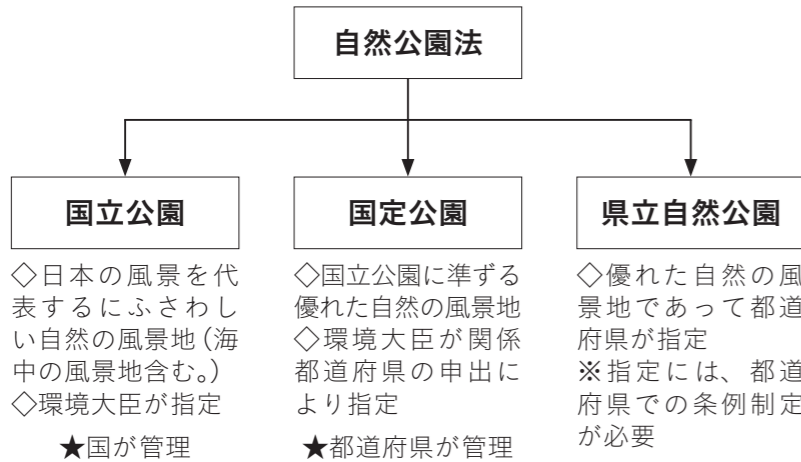 自然公園法
国立公園
◇日本の風景を代
表するにふさわし
い自然の風景地(海
中の風景地含む。)
◇環境大臣が指定
★国が管理
国定公園
◇国立公園に準ずる
優れた自然の風景地
◇環境大臣が関係
都道府県の申出に
より指定
★都道府県が管理
県立自然公園
◇優れた自然の風
景地であって都道
府県が指定
※指定には、都道
府県での条例制定
が必要